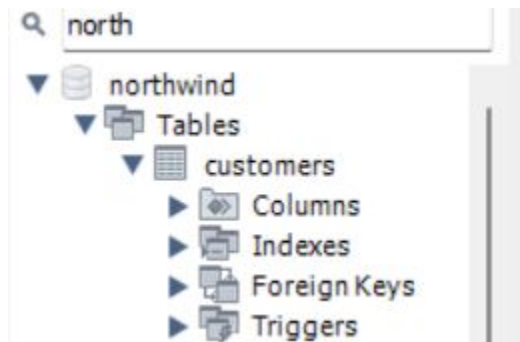 north
northwind
Tables
customers
Columns
Indexes
Foreign Keys
Triggers